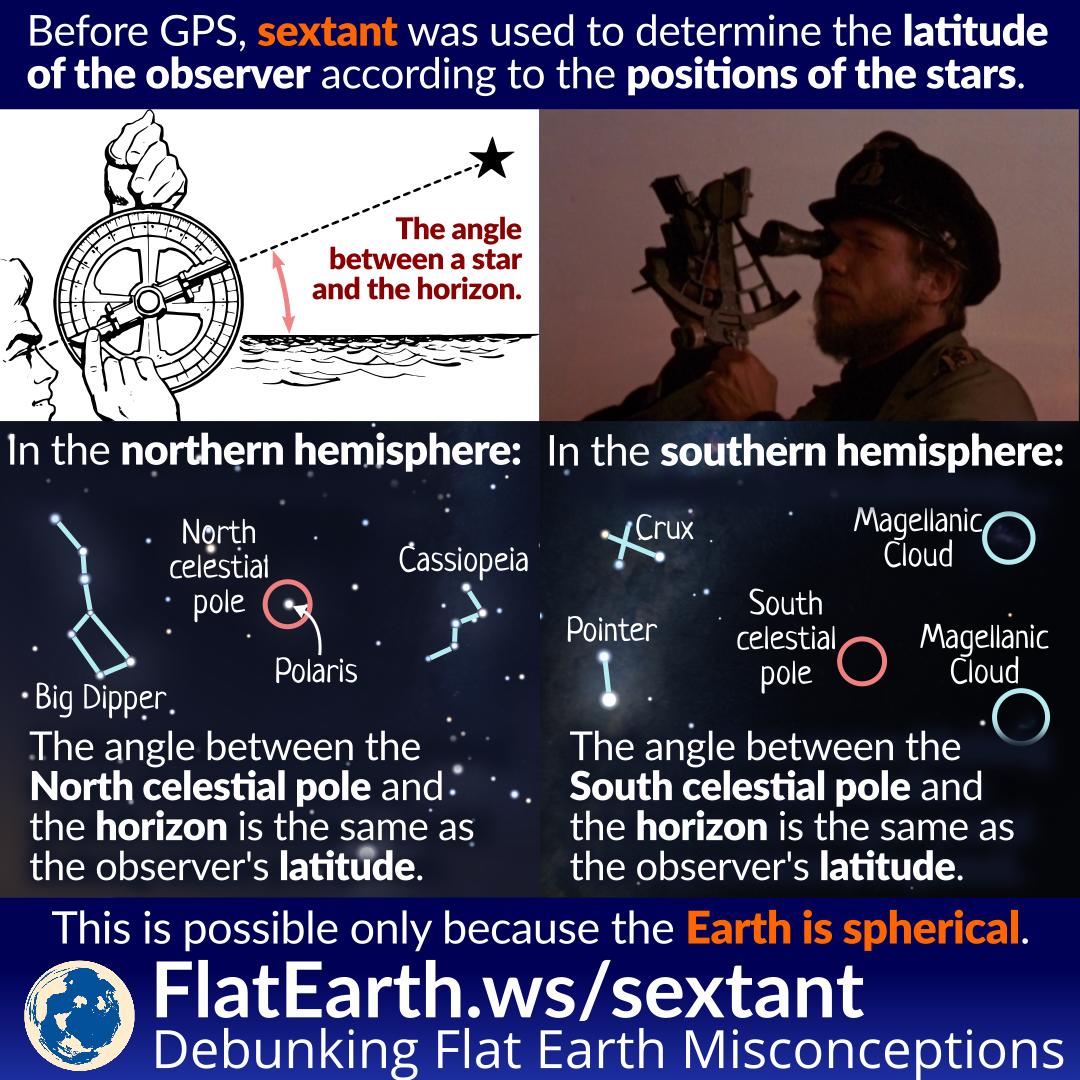 Before GPS, sextant was used to determine the latitude
of the observer according to the positions of the stars.
The angle
between a star
and the horizon.
In the northern hemisphere:
North
celestial
pole
Cassiopeia
Polaris
Big Dipper
The angle between the
North celestial pole and
the horizon is the same as
the observer's latitude.
In the southern hemisphere:
Crux
Magellanic
Cloud
Pointer
South
celestial
pole
Magellanic
Cloud
The angle between the
South celestial pole and
the horizon is the same as
the observer's latitude.
This is possible only because the Earth is spherical.
FlatEarth.ws/sextant
Debunking Flat Earth Misconceptions